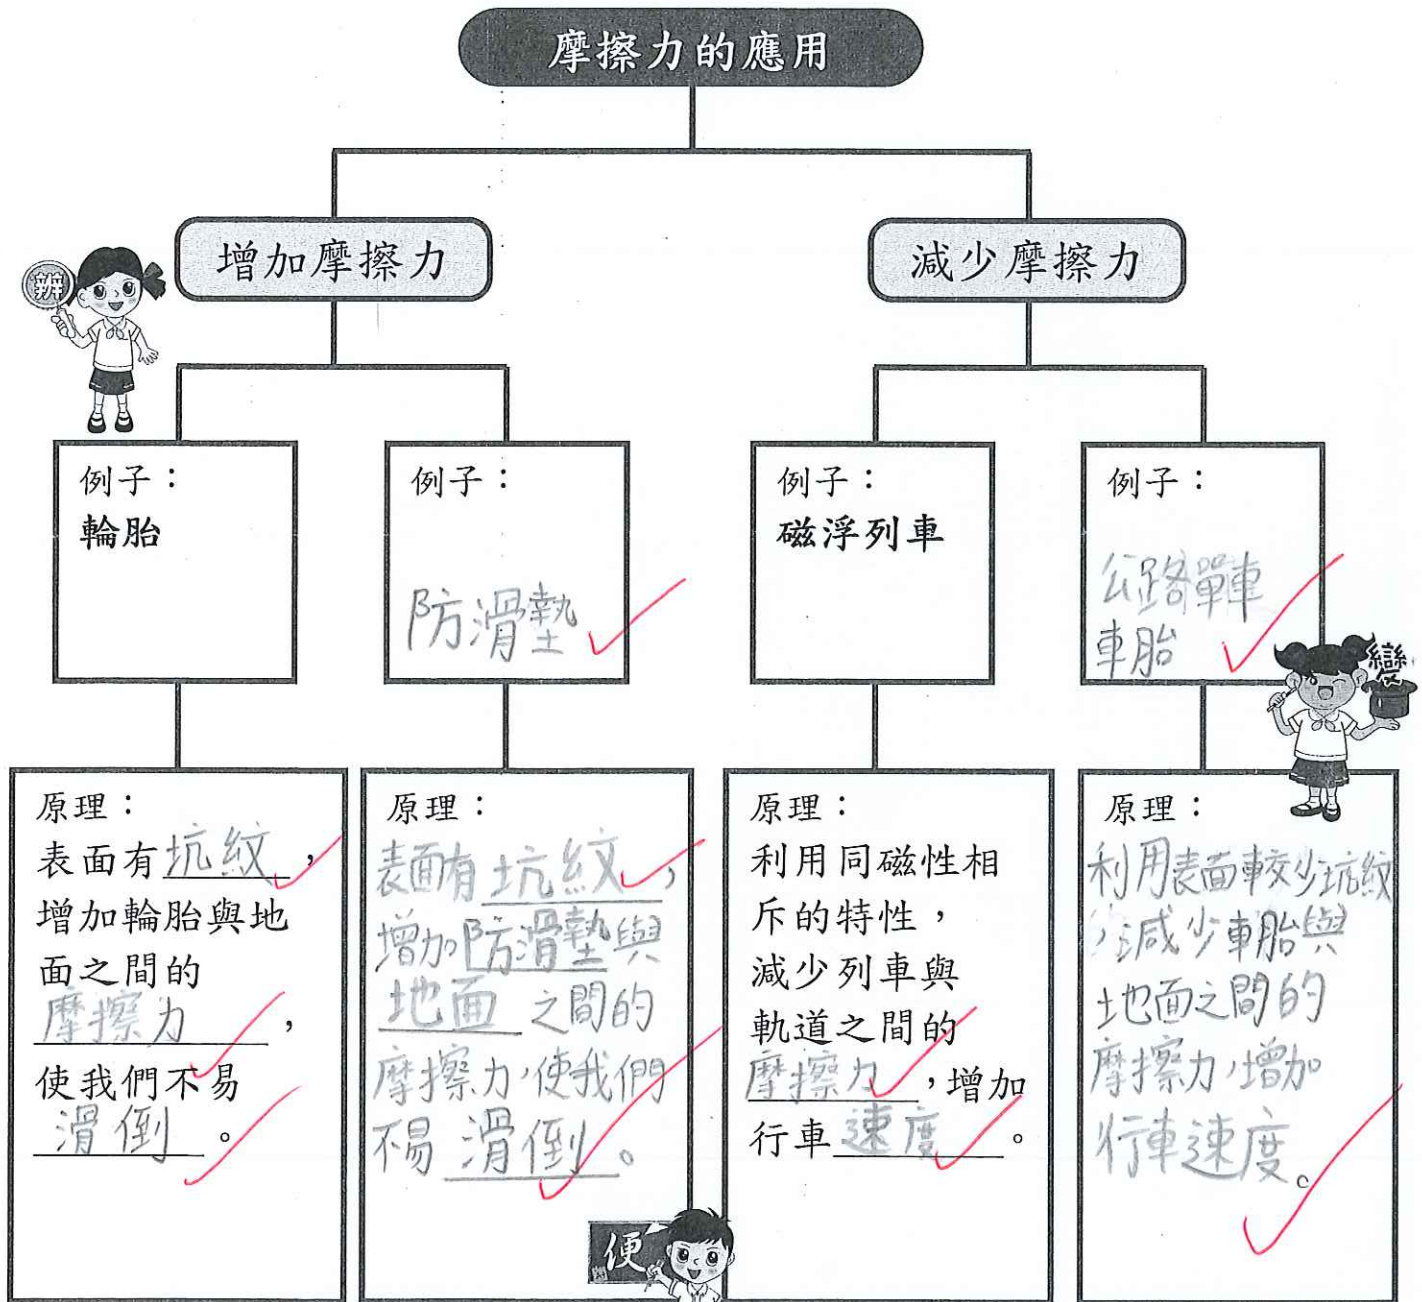 摩擦力的應用
增加摩擦力
減少摩擦力
辨
例子：
輪胎
例子：
防滑墊
例子：
磁浮列車
例子：
公路單車
車胎
變
原理：
表面有坑紋，
增加輪胎與地
面之間的
摩擦力，
使我們不易
滑倒。
原理：
表面有坑紋，
增加防滑墊與
地面之間的
摩擦力，使我們
不易滑倒。
原理：
利用同磁性相
斥的特性，
減少列車與
軌道之間的
摩擦力，增加
行車速度。
原理：
利用表面較少坑紋
減少車胎與
地面之間的
摩擦力，增加
行車速度。
便